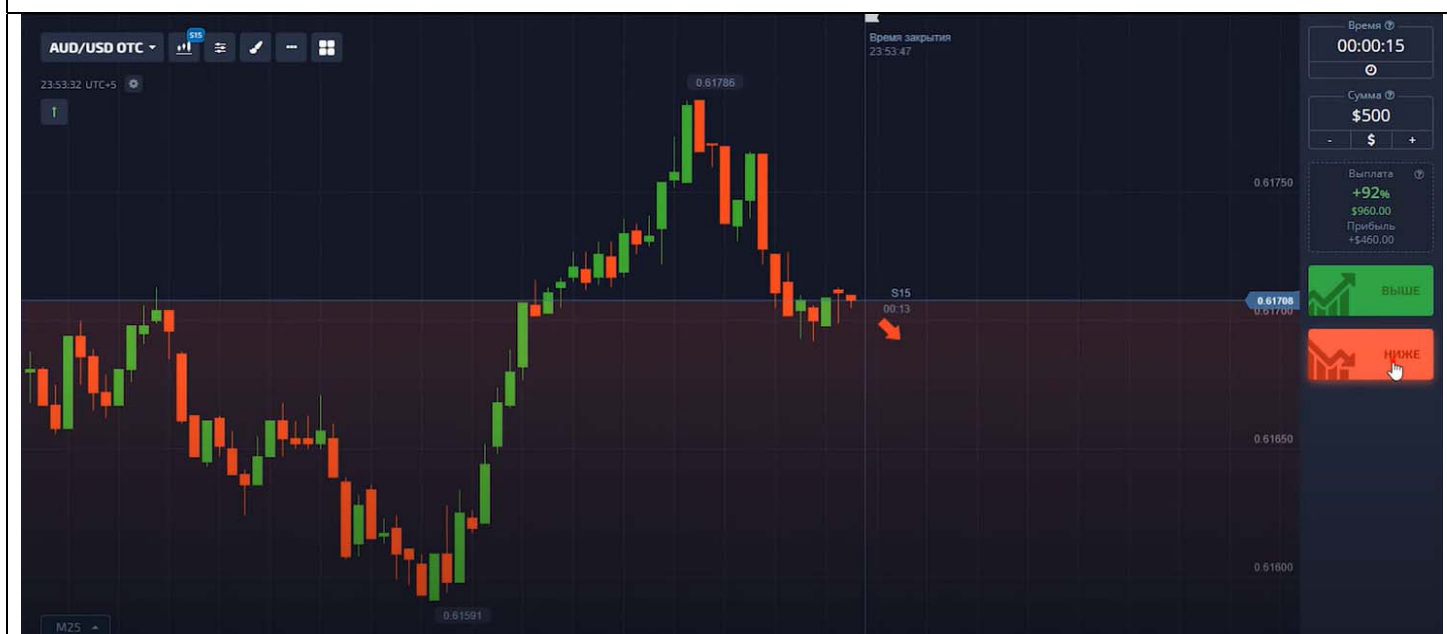 AUD/USD OTC
S15
23:53:32 UTC+5
Время закрытия
23:53:47
0.61786
0.61750
S15
00:13
0.61708
0.61700
0.61650
0.61600
0.61591
M25
Время
00:00:15
Сумма
$500
- $ +
Выплата
+92%
$960.00
Прибыль
+$460.00
ВЫШЕ
НИЖЕ